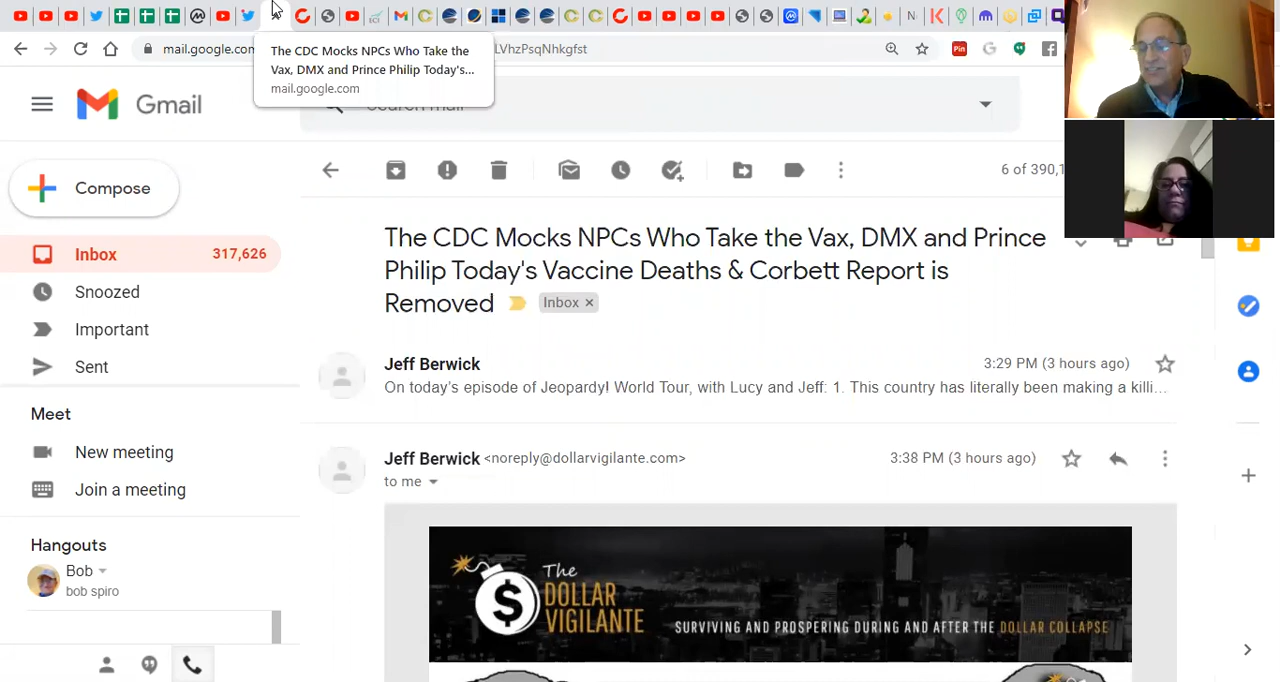 mail.google.com
LVhzPsqNhkgfst
Pin
The CDC Mocks NPCs Who Take the
Vax, DMX and Prince Philip Today's...
mail.google.com
Gmail
Search mail
Compose
6 of 390,1
Inbox 317,626
Snoozed
Important
Sent
Meet
New meeting
Join a meeting
Hangouts
Bob
bob spiro
The CDC Mocks NPCs Who Take the Vax, DMX and Prince
Philip Today's Vaccine Deaths & Corbett Report is
Removed Inbox ×
Jeff Berwick 3:29 PM (3 hours ago)
On today's episode of Jeopardy! World Tour, with Lucy and Jeff: 1. This country has literally been making a killi...
Jeff Berwick <noreply@dollarvigilante.com> 3:38 PM (3 hours ago)
to me
The
DOLLAR
VIGILANTE
$
SURVIVING AND PROSPERING DURING AND AFTER THE DOLLAR COLLAPSE